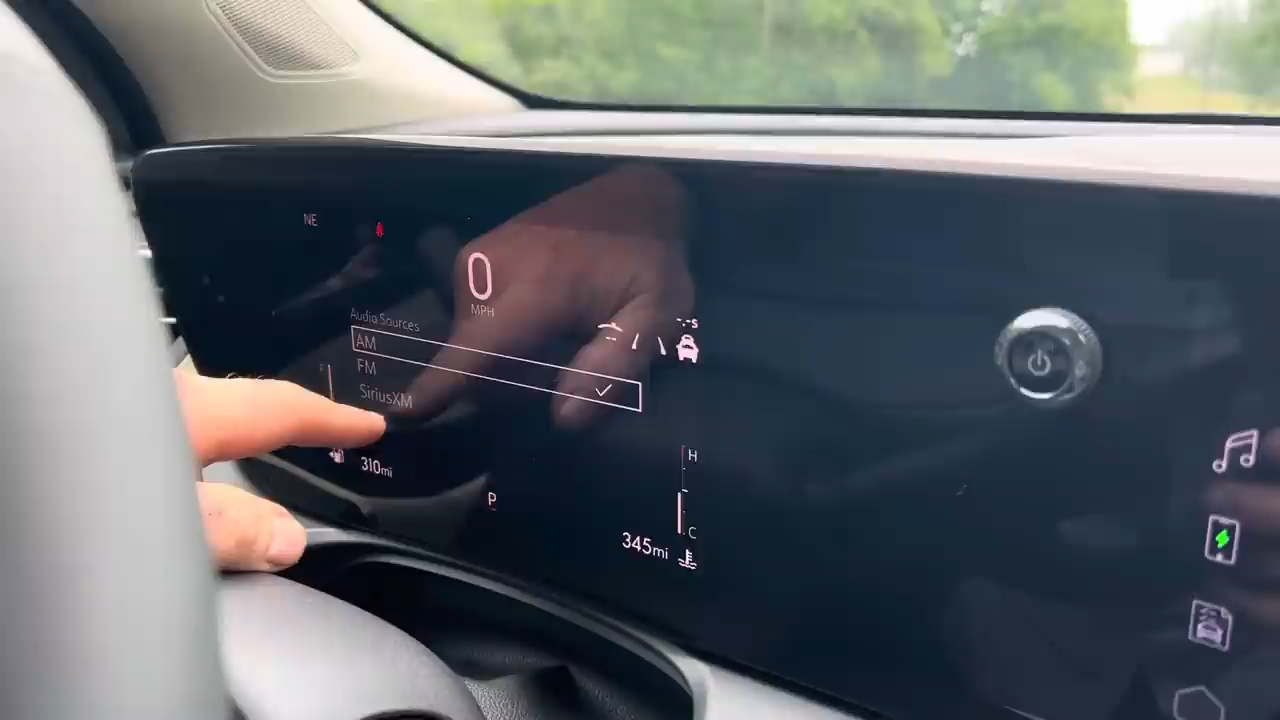 NE
0
MPH
Audio Sources
AM
FM
SiriusXM
--s
F
310mi
P
H
C
345mi